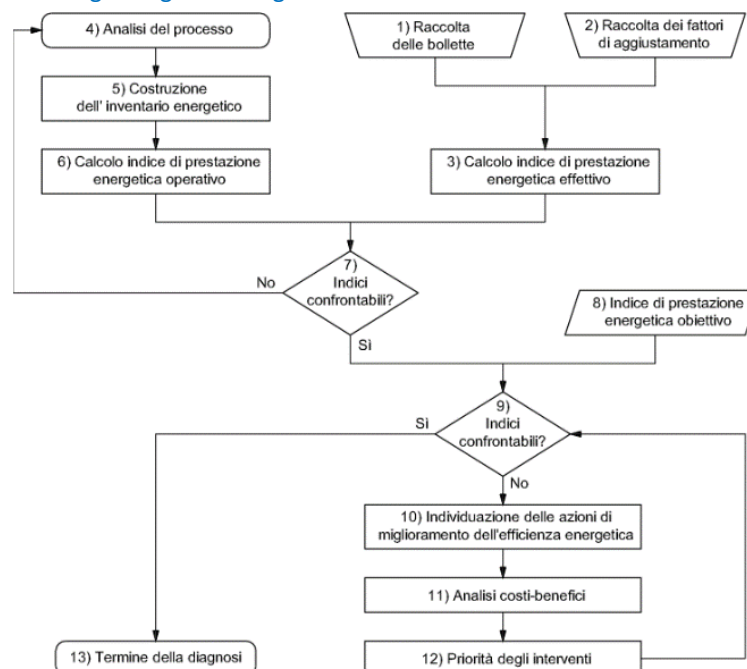 4) Analisi del processo
1) Raccolta
delle bollette
2) Raccolta dei fattori
di aggiustamento
5) Costruzione
dell' inventario energetico
6) Calcolo indice di prestazione
energetica operativo
3) Calcolo indice di prestazione
energetica effettivo
7)
Indici
confrontabili?
No
Sì
8) Indice di prestazione
energetica obiettivo
9)
Indici
confrontabili?
Sì
No
10) Individuazione delle azioni di
miglioramento dell'efficienza energetica
11) Analisi costi-benefici
12) Priorità degli interventi
13) Termine della diagnosi